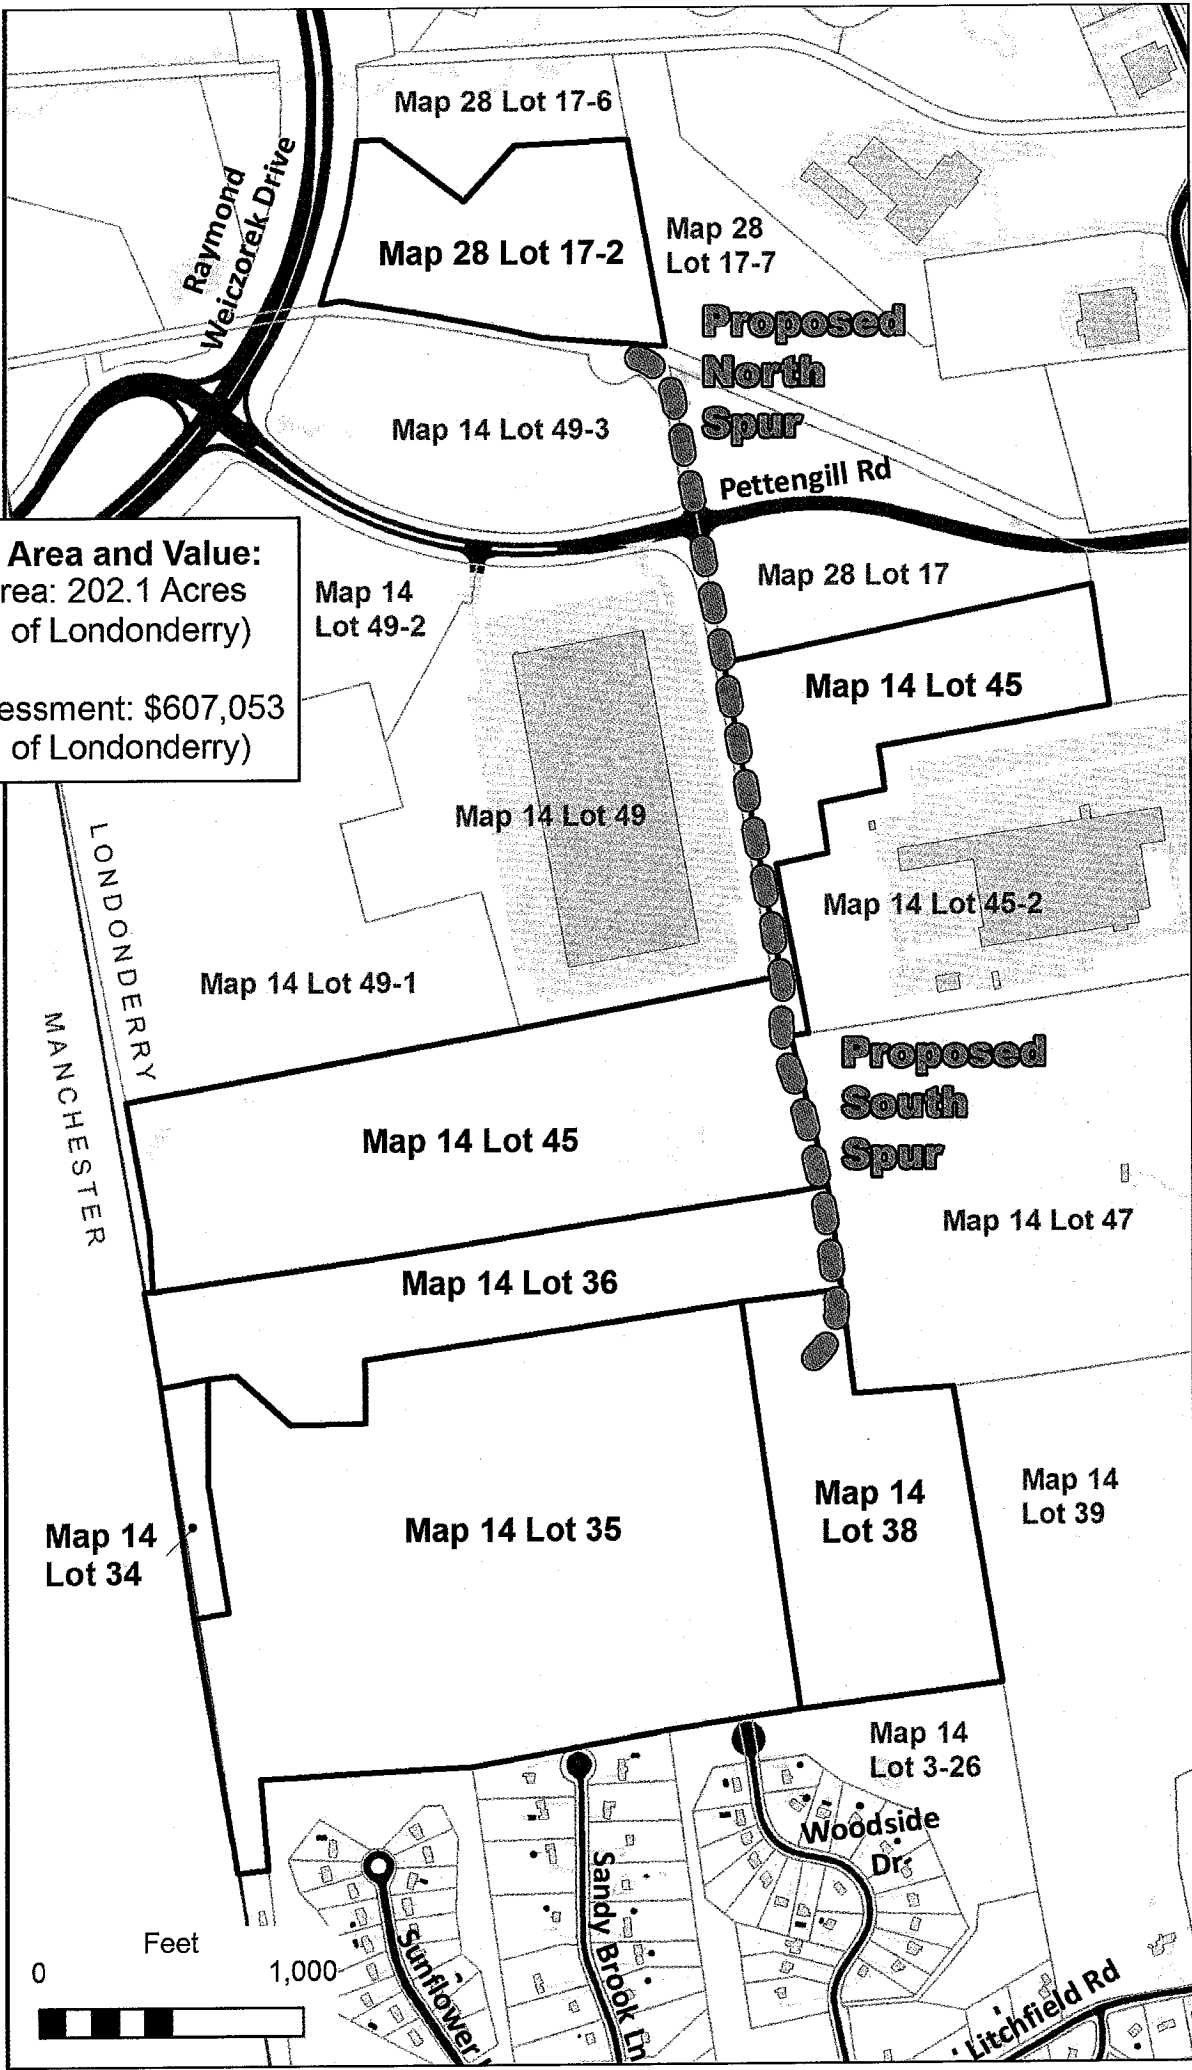 Map 28 Lot 17-6
Raymond
Weiczorek Drive
Map 28 Lot 17-2
Map 28
Lot 17-7
Proposed
North
Spur
Map 14 Lot 49-3
Pettengill Rd
Area and Value:
rea: 202.1 Acres
of Londonderry)
essment: $607,053
of Londonderry)
Map 14
Lot 49-2
Map 28 Lot 17
Map 14 Lot 45
Map 14 Lot 49
Map 14 Lot 45-2
LONDONDERRY
MANCHESTER
Map 14 Lot 49-1
Proposed
South
Spur
Map 14 Lot 45
Map 14 Lot 47
Map 14 Lot 36
Map 14
Lot 34
Map 14 Lot 35
Map 14
Lot 38
Map 14
Lot 39
Map 14
Lot 3-26
Woodside
Dr
Sandy Brook Ln
Sunflower
Litchfield Rd
Feet
0 1,000